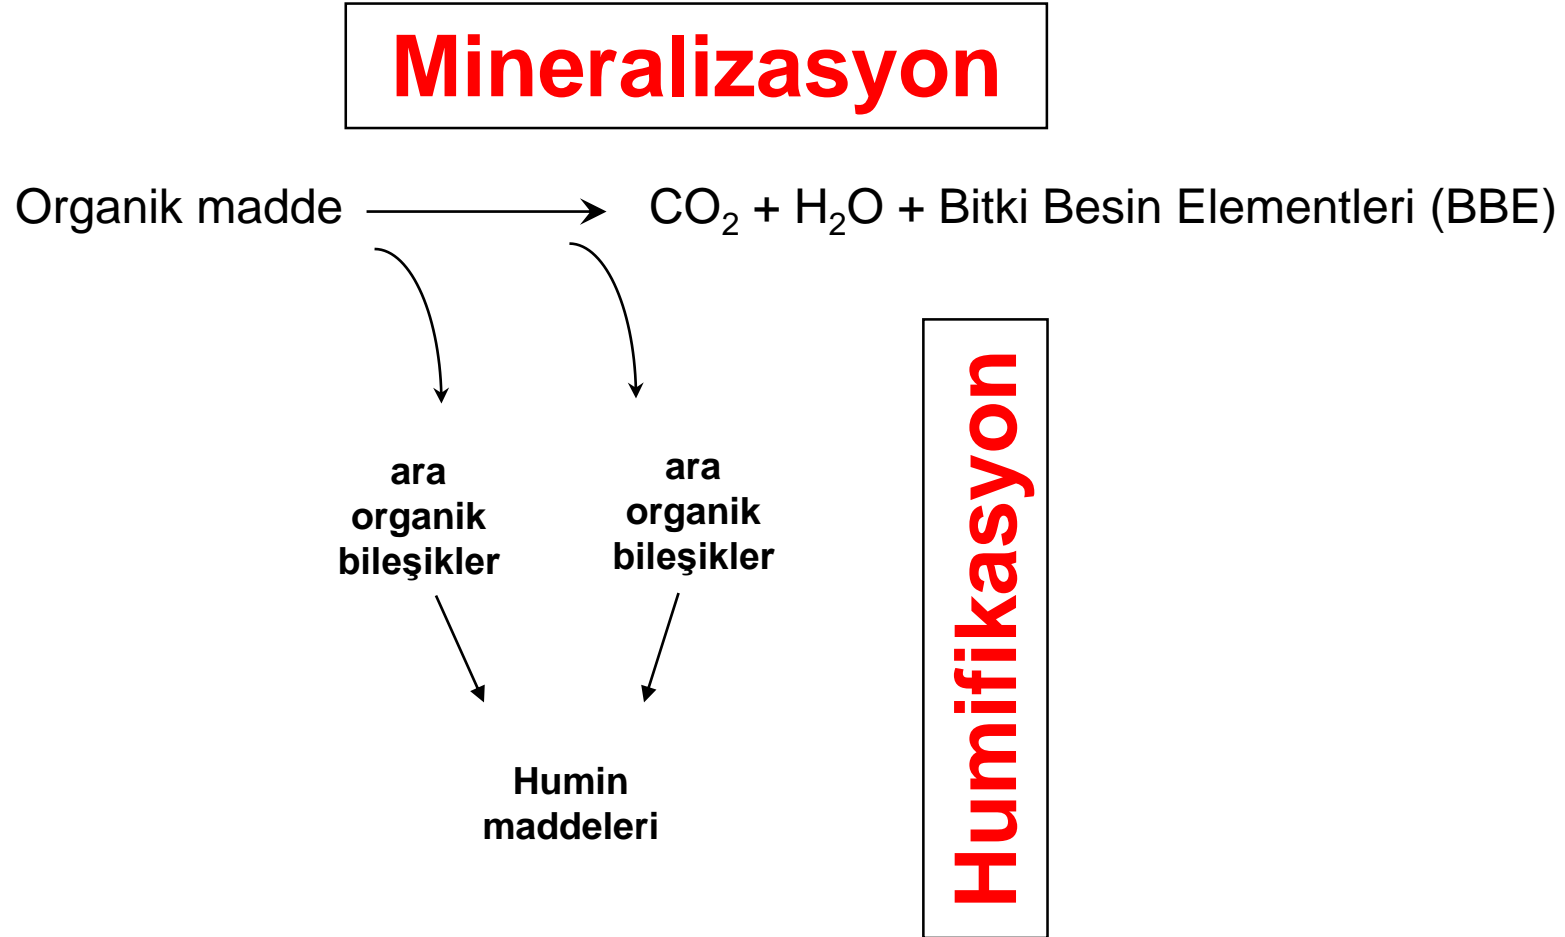 Mineralizasyon
Organik madde CO₂ + H₂O + Bitki Besin Elementleri (BBE)
ara
organik
bileşikler
ara
organik
bileşikler
Humin
maddeleri
Humifikasyon